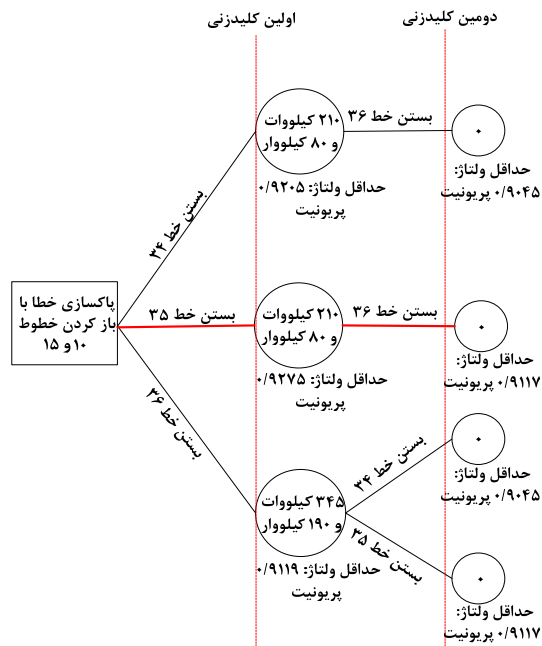 اولین کلیدزنی
دومین کلیدزنی
۲۱۰ کیلووات
و ۸۰ کیلووار
بستن خط ۳۶
۰
حداقل ولتاژ:
۰/۹۰۴۵ پریونیت
حداقل ولتاژ: ۰/۹۲۰۵
پریونیت
بستن خط ۳۴
پاکسازی خطا با
باز کردن خطوط
۱۰ و ۱۵
بستن خط ۳۵
۲۱۰ کیلووات
و ۸۰ کیلووار
بستن خط ۳۶
۰
حداقل ولتاژ:
۰/۹۱۱۷ پریونیت
حداقل ولتاژ: ۰/۹۲۷۵
پریونیت
بستن خط ۳۶
۳۴۵ کیلووات
و ۱۹۰ کیلووار
حداقل ولتاژ: ۰/۹۱۱۹
پریونیت
بستن خط ۳۴
۰
حداقل ولتاژ:
۰/۹۰۴۵ پریونیت
بستن خط ۳۵
۰
حداقل ولتاژ:
۰/۹۱۱۷ پریونیت